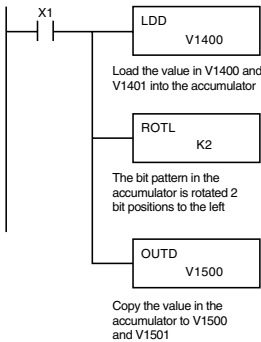 X1
LDD
V1400
Load the value in V1400 and
V1401 into the accumulator
ROTL
K2
The bit pattern in the
accumulator is rotated 2
bit positions to the left
OUTD
V1500
Copy the value in the
accumulator to V1500
and V1501